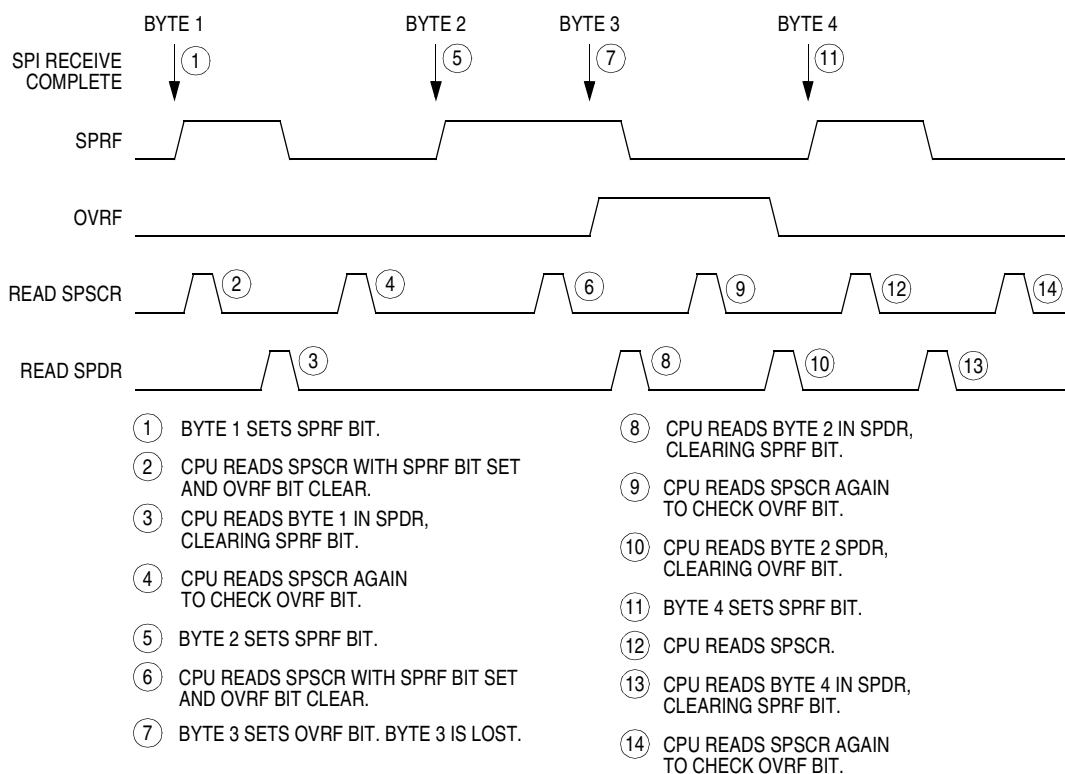 BYTE 1 BYTE 2 BYTE 3 BYTE 4
SPI RECEIVE
COMPLETE
1 5 7 11
SPRF
OVRF
READ SPSCR
2 4 6 9 12 14
READ SPDR
3 8 10 13
1 BYTE 1 SETS SPRF BIT.
2 CPU READS SPSCR WITH SPRF BIT SET
AND OVRF BIT CLEAR.
3 CPU READS BYTE 1 IN SPDR,
CLEARING SPRF BIT.
4 CPU READS SPSCR AGAIN
TO CHECK OVRF BIT.
5 BYTE 2 SETS SPRF BIT.
6 CPU READS SPSCR WITH SPRF BIT SET
AND OVRF BIT CLEAR.
7 BYTE 3 SETS OVRF BIT. BYTE 3 IS LOST.
8 CPU READS BYTE 2 IN SPDR,
CLEARING SPRF BIT.
9 CPU READS SPSCR AGAIN
TO CHECK OVRF BIT.
10 CPU READS BYTE 2 SPDR,
CLEARING OVRF BIT.
11 BYTE 4 SETS SPRF BIT.
12 CPU READS SPSCR.
13 CPU READS BYTE 4 IN SPDR,
CLEARING SPRF BIT.
14 CPU READS SPSCR AGAIN
TO CHECK OVRF BIT.